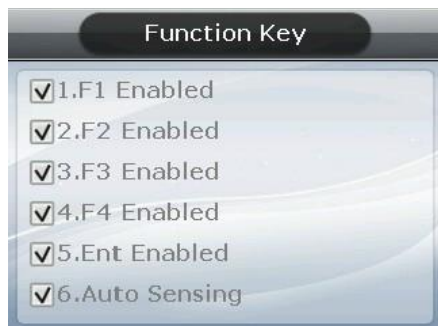 Function Key
1.F1 Enabled
2.F2 Enabled
3.F3 Enabled
4.F4 Enabled
5.Ent Enabled
6.Auto Sensing